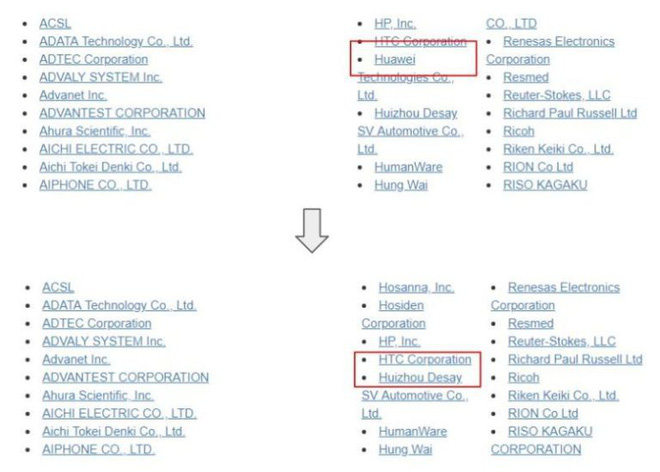 ACSL
ADATA Technology Co., Ltd.
ADTEC Corporation
ADVALY SYSTEM Inc.
Advanet Inc.
ADVANTEST CORPORATION
Ahura Scientific, Inc.
AICHI ELECTRIC CO., LTD.
Aichi Tokei Denki Co., Ltd.
AIPHONE CO., LTD.
HP, Inc.
HTC Corporation
Huawei
Technologies Co.,
Ltd.
Huizhou Desay
SV Automotive Co.,
Ltd.
HumanWare
Hung Wai
CO., LTD
Renesas Electronics
Corporation
Resmed
Reuter-Stokes, LLC
Richard Paul Russell Ltd
Ricoh
Riken Keiki Co., Ltd.
RION Co Ltd
RISO KAGAKU
ACSL
ADATA Technology Co., Ltd.
ADTEC Corporation
ADVALY SYSTEM Inc.
Advanet Inc.
ADVANTEST CORPORATION
Ahura Scientific, Inc.
AICHI ELECTRIC CO., LTD.
Aichi Tokei Denki Co., Ltd.
AIPHONE CO., LTD.
Hosanna, Inc.
Hosiden
Corporation
HP, Inc.
HTC Corporation
Huizhou Desay
SV Automotive Co.,
Ltd.
HumanWare
Hung Wai
Renesas Electronics
Corporation
Resmed
Reuter-Stokes, LLC
Richard Paul Russell Ltd
Ricoh
Riken Keiki Co., Ltd.
RION Co Ltd
RISO KAGAKU
CORPORATION